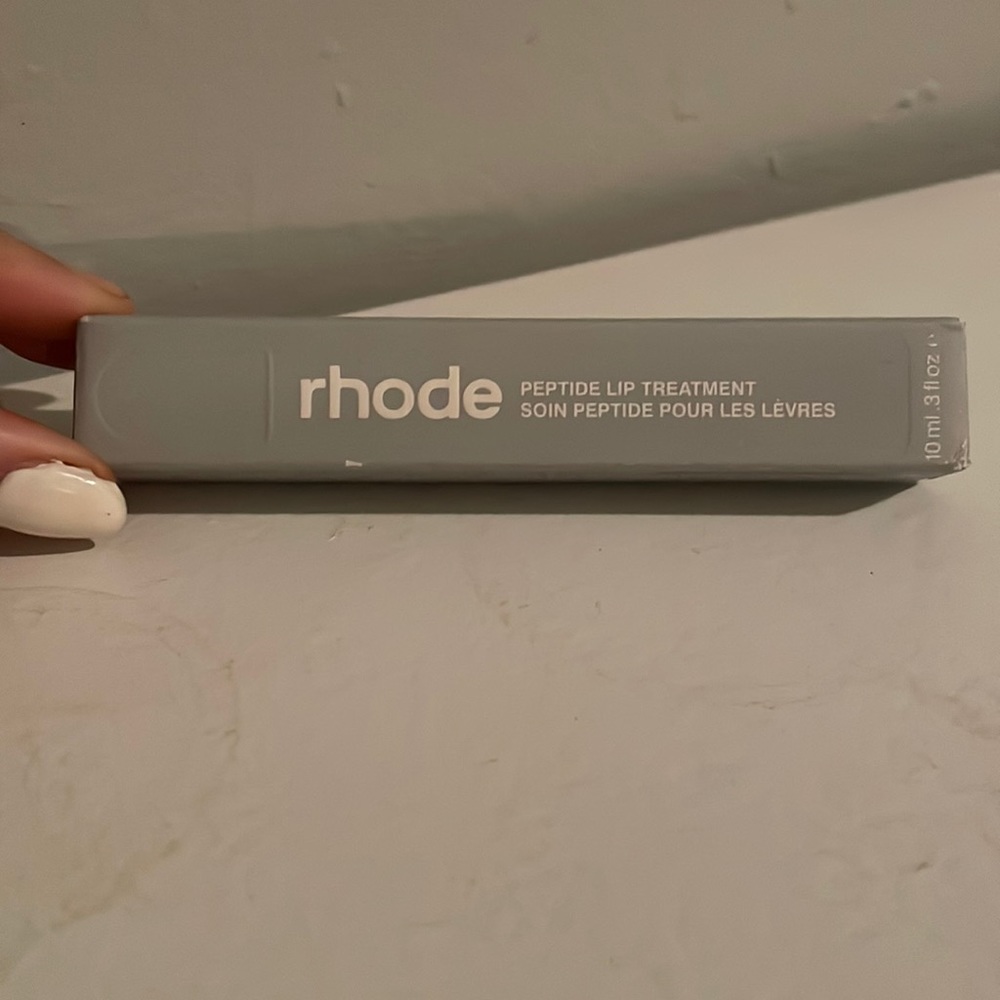 rhode
PEPTIDE LIP TREATMENT
SOIN PEPTIDE POUR LES LÈVRES
10 ml .3 fl oz